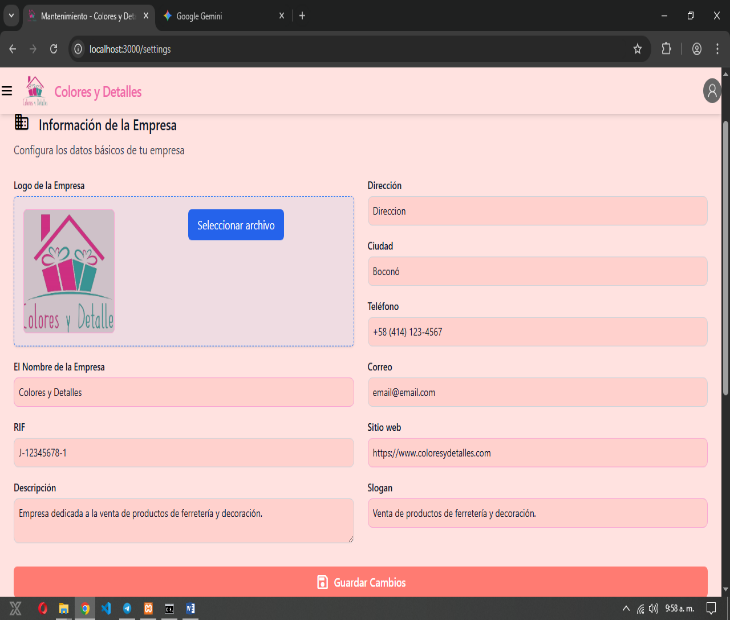 Mantenimiento - Colores y Det
Google Gemini
localhost:3000/settings
Colores y Detalles
Colores y Detalles
Información de la Empresa
Configura los datos básicos de tu empresa
Logo de la Empresa
Seleccionar archivo
Colores y Detalle
El Nombre de la Empresa
Colores y Detalles
RIF
J-12345678-1
Descripción
Empresa dedicada a la venta de productos de ferretería y decoración.
Dirección
Direccion
Ciudad
Boconó
Teléfono
+58 (414) 123-4567
Correo
email@email.com
Sitio web
https://www.coloresydetalles.com
Slogan
Venta de productos de ferretería y decoración.
Guardar Cambios
9:58 a. m.